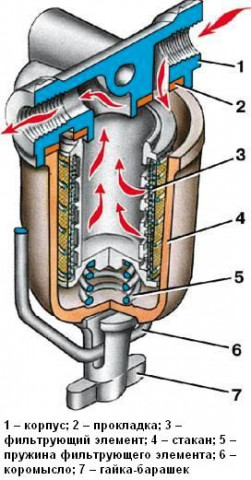 1
2
3
4
5
6
7
1 – корпус; 2 – прокладка; 3 –
фильтрующий элемент; 4 – стакан; 5 –
пружина фильтрующего элемента; 6 –
коромысло; 7 – гайка-барашек